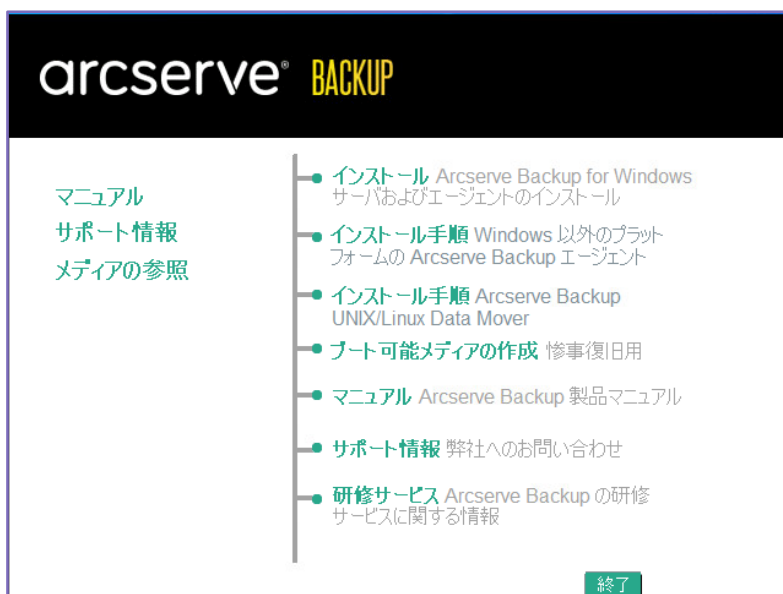 arcserve® BACKUP
マニュアル
サポート情報
メディアの参照
インストール Arcserve Backup for Windows
サーバおよびエージェントのインストール
インストール手順 Windows 以外のプラット
フォームの Arcserve Backup エージェント
インストール手順 Arcserve Backup
UNIX/Linux Data Mover
ブート可能メディアの作成 惨事復旧用
マニュアル Arcserve Backup 製品マニュアル
サポート情報 弊社へのお問い合わせ
研修サービス Arcserve Backup の研修
サービスに関する情報
終了